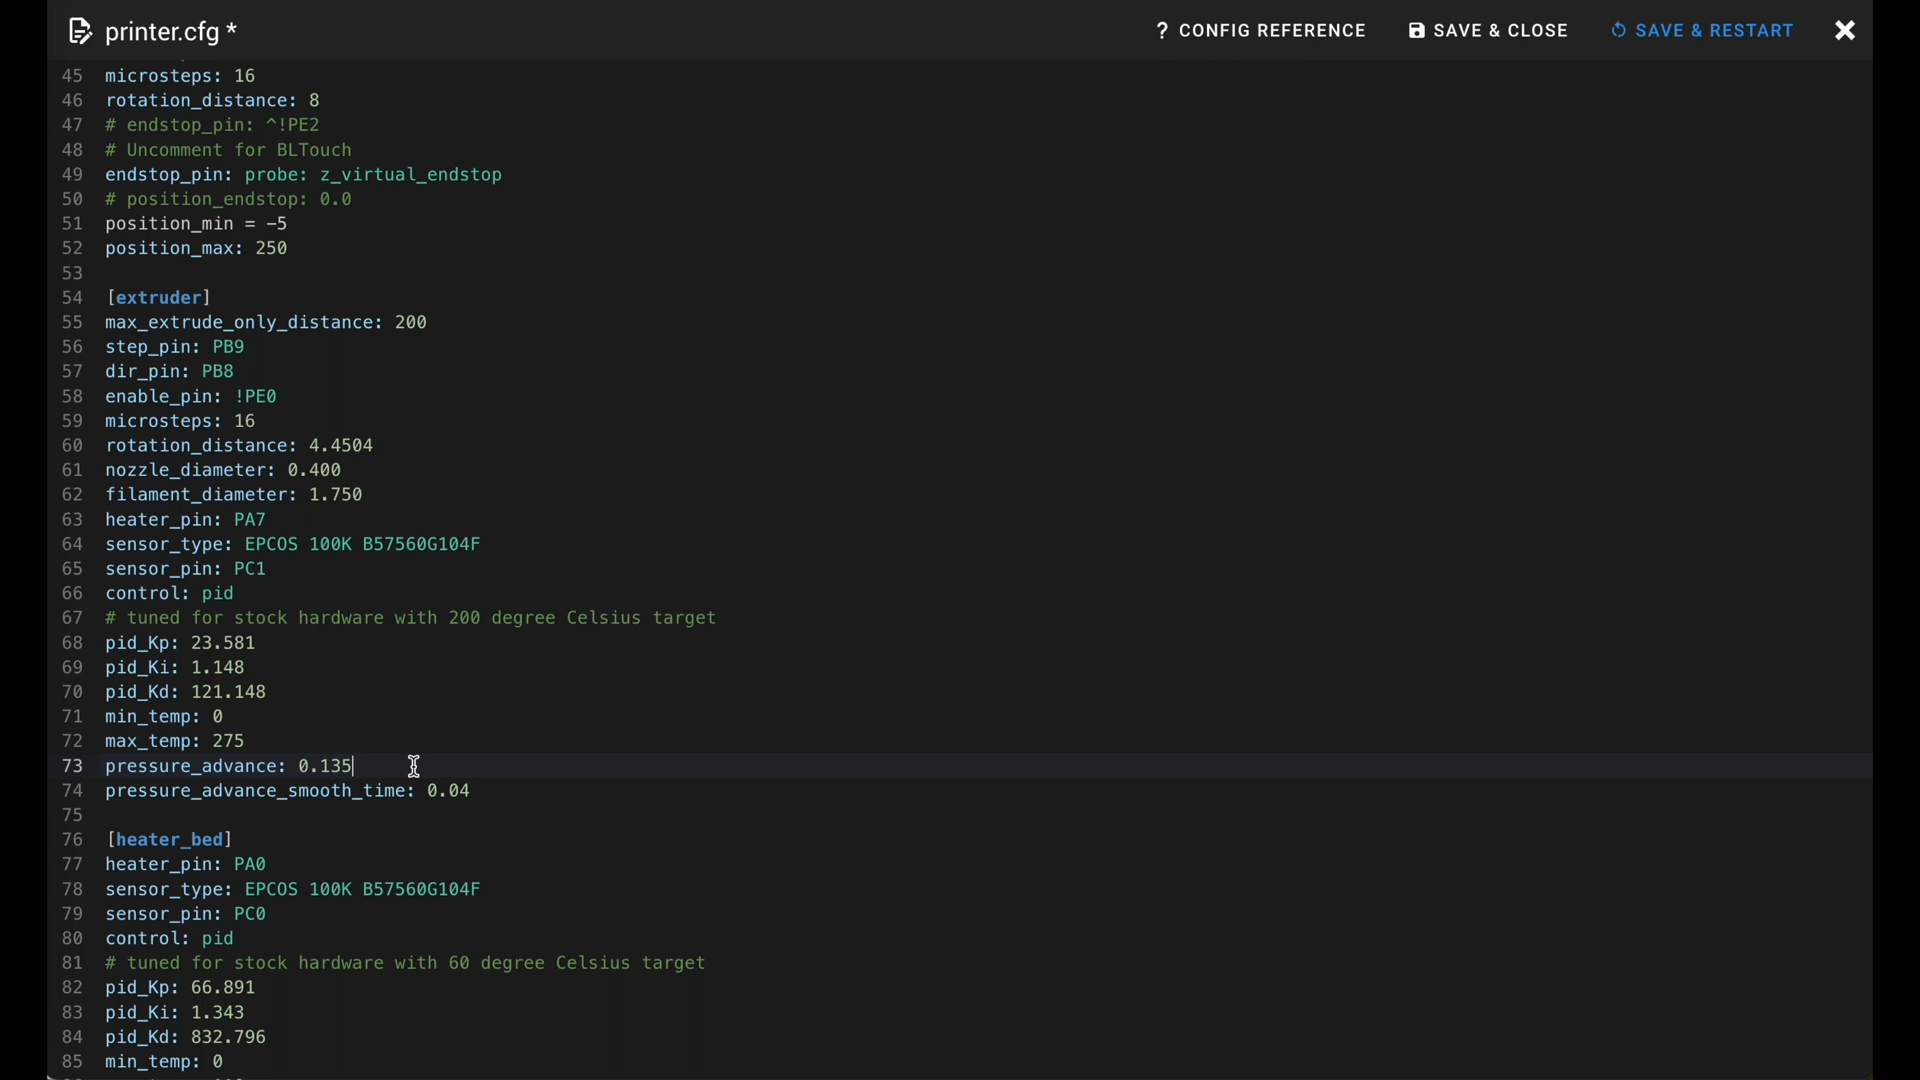 printer.cfg *
? CONFIG REFERENCE
SAVE & CLOSE
SAVE & RESTART
45 microsteps: 16
46 rotation_distance: 8
47 # endstop_pin: ^!PE2
48 # Uncomment for BLTouch
49 endstop_pin: probe: z_virtual_endstop
50 # position_endstop: 0.0
51 position_min = -5
52 position_max: 250
53
54 [extruder]
55 max_extrude_only_distance: 200
56 step_pin: PB9
57 dir_pin: PB8
58 enable_pin: !PE0
59 microsteps: 16
60 rotation_distance: 4.4504
61 nozzle_diameter: 0.400
62 filament_diameter: 1.750
63 heater_pin: PA7
64 sensor_type: EPCOS 100K B57560G104F
65 sensor_pin: PC1
66 control: pid
67 # tuned for stock hardware with 200 degree Celsius target
68 pid_Kp: 23.581
69 pid_Ki: 1.148
70 pid_Kd: 121.148
71 min_temp: 0
72 max_temp: 275
73 pressure_advance: 0.135
74 pressure_advance_smooth_time: 0.04
75
76 [heater_bed]
77 heater_pin: PA0
78 sensor_type: EPCOS 100K B57560G104F
79 sensor_pin: PC0
80 control: pid
81 # tuned for stock hardware with 60 degree Celsius target
82 pid_Kp: 66.891
83 pid_Ki: 1.343
84 pid_Kd: 832.796
85 min_temp: 0